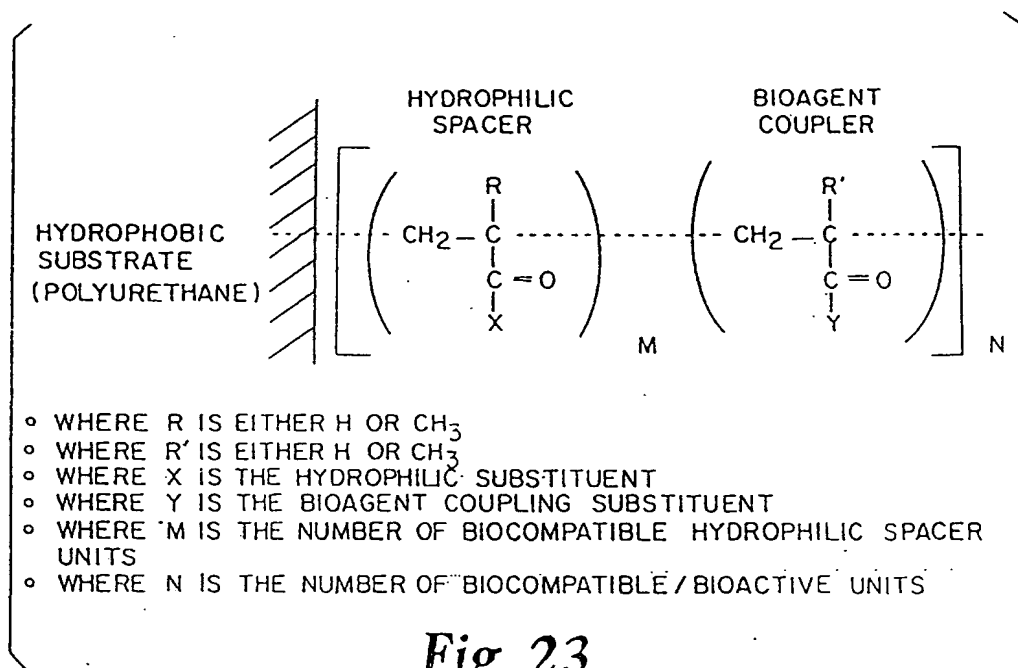 HYDROPHILIC
SPACER
BIOAGENT
COUPLER
HYDROPHOBIC
SUBSTRATE
(POLYURETHANE)
R
CH₂ – C
C = O
X
M
R'
CH₂ – C
C = O
Y
N
∘ WHERE R IS EITHER H OR CH₃
∘ WHERE R' IS EITHER H OR CH₃
∘ WHERE X IS THE HYDROPHILIC SUBSTITUENT
∘ WHERE Y IS THE BIOAGENT COUPLING SUBSTITUENT
∘ WHERE M IS THE NUMBER OF BIOCOMPATIBLE HYDROPHILIC SPACER
UNITS
∘ WHERE N IS THE NUMBER OF BIOCOMPATIBLE/BIOACTIVE UNITS
Fig 23